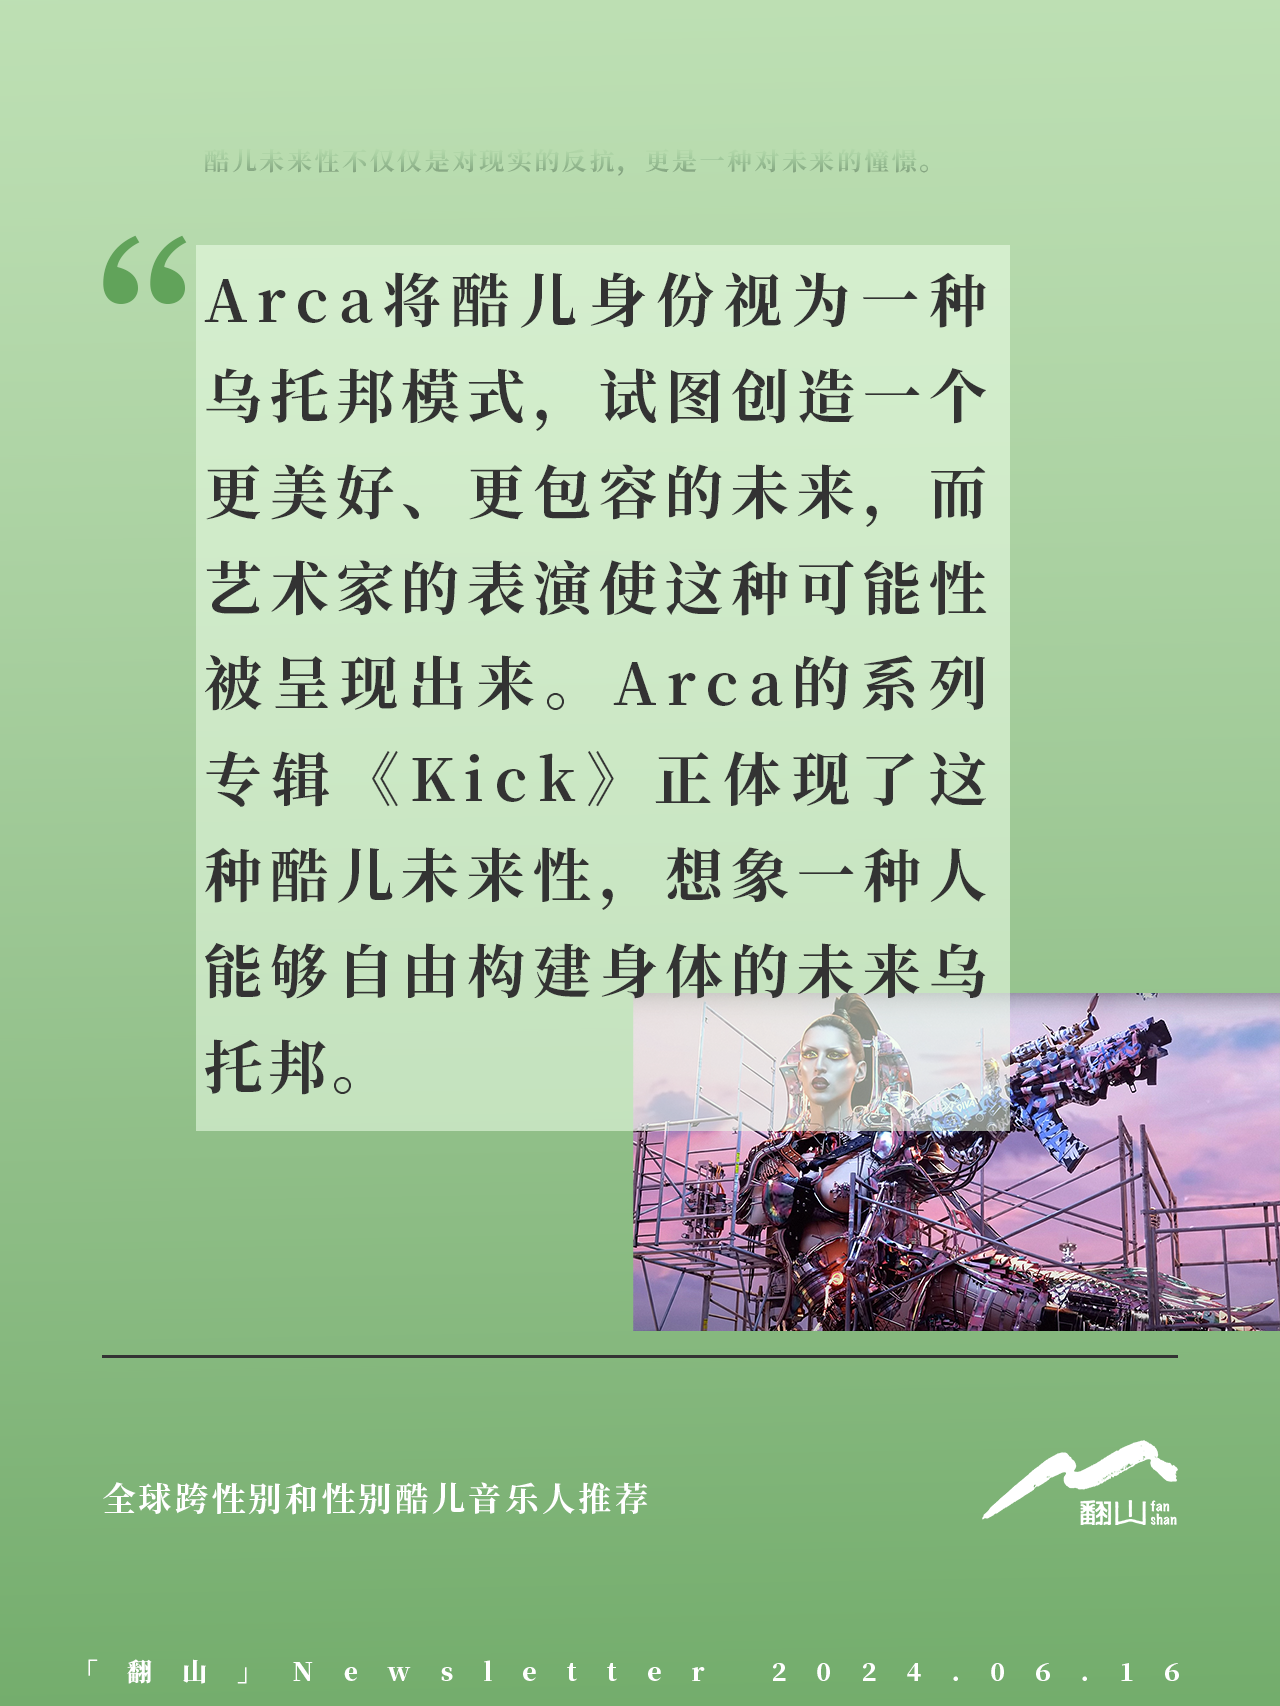 酷儿未来性不仅仅是对现实的反抗，更是一种对未来的憧憬。
“
Arca将酷儿身份视为一种
乌托邦模式，试图创造一个
更美好、更包容的未来，而
艺术家的表演使这种可能性
被呈现出来。Arca的系列
专辑《Kick》正体现了这
种酷儿未来性，想象一种人
能够自由构建身体的未来乌
托邦。
全球跨性别和性别酷儿音乐人推荐
翻山 fan
shan
「翻山」Newsletter 2024.06.16